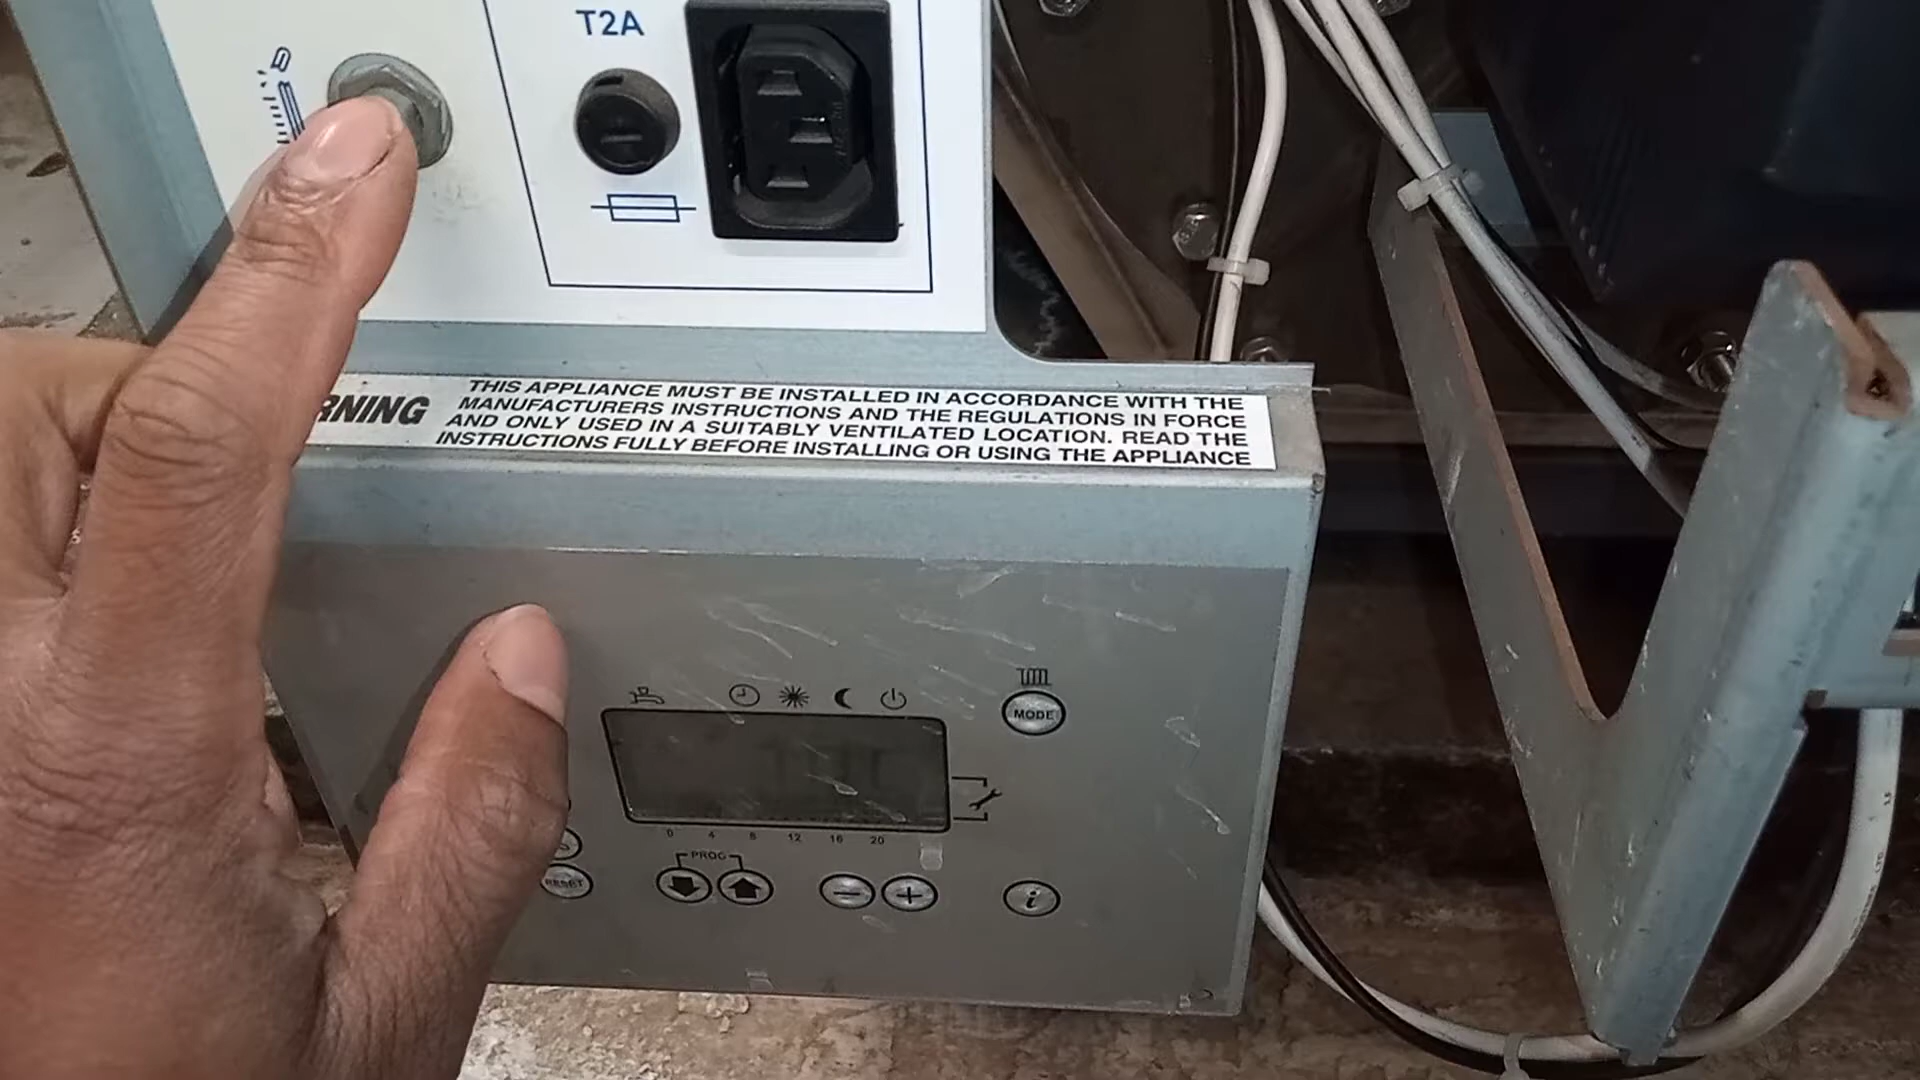 T2A
RNING
THIS APPLIANCE MUST BE INSTALLED IN ACCORDANCE WITH THE
MANUFACTURERS INSTRUCTIONS AND THE REGULATIONS IN FORCE
AND ONLY USED IN A SUITABLY VENTILATED LOCATION. READ THE
INSTRUCTIONS FULLY BEFORE INSTALLING OR USING THE APPLIANCE
MODE
0 4 8 12 16 20
PROG
RESET
- +
i